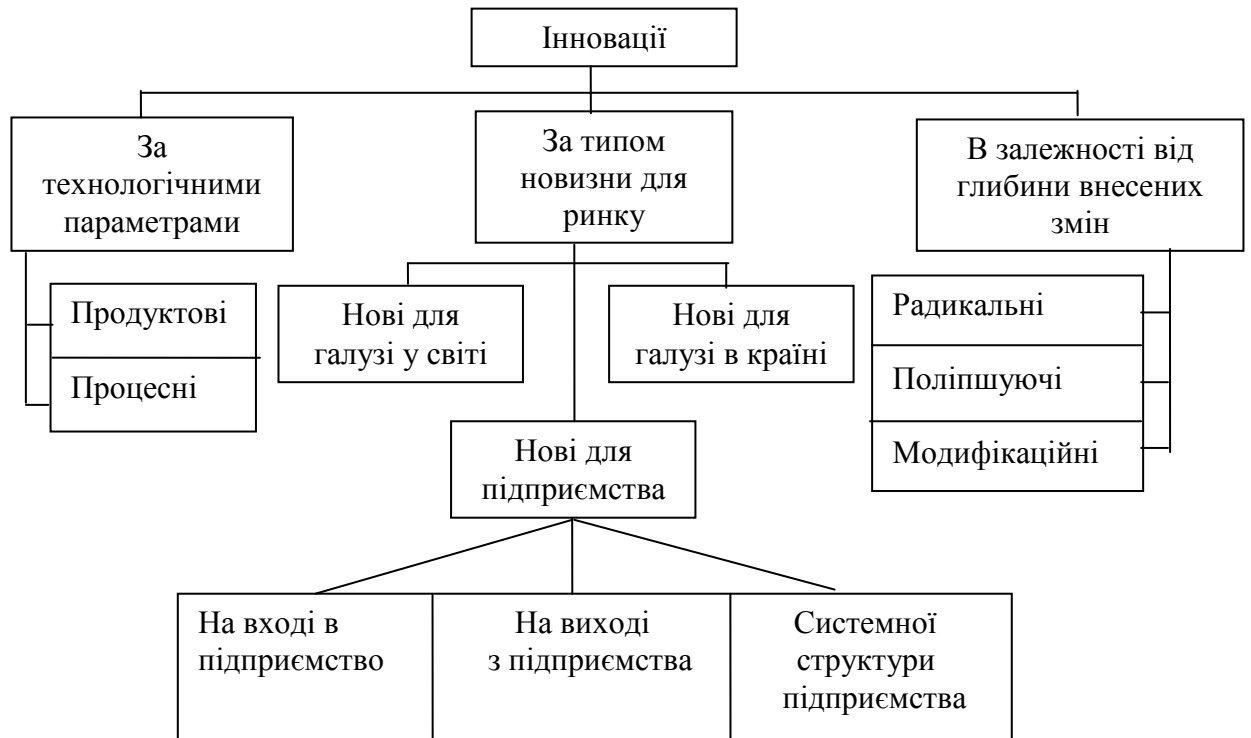 Інновації
За
технологічними
параметрами
За типом
новизни для
ринку
В залежності від
глибини внесених
змін
Продуктові
Процесні
Нові для
галузі у світі
Нові для
галузі в країні
Радикальні
Поліпшуючі
Модифікаційні
Нові для
підприємства
На вході в
підприємство
На виході
з підприємства
Системної
структури
підприємства